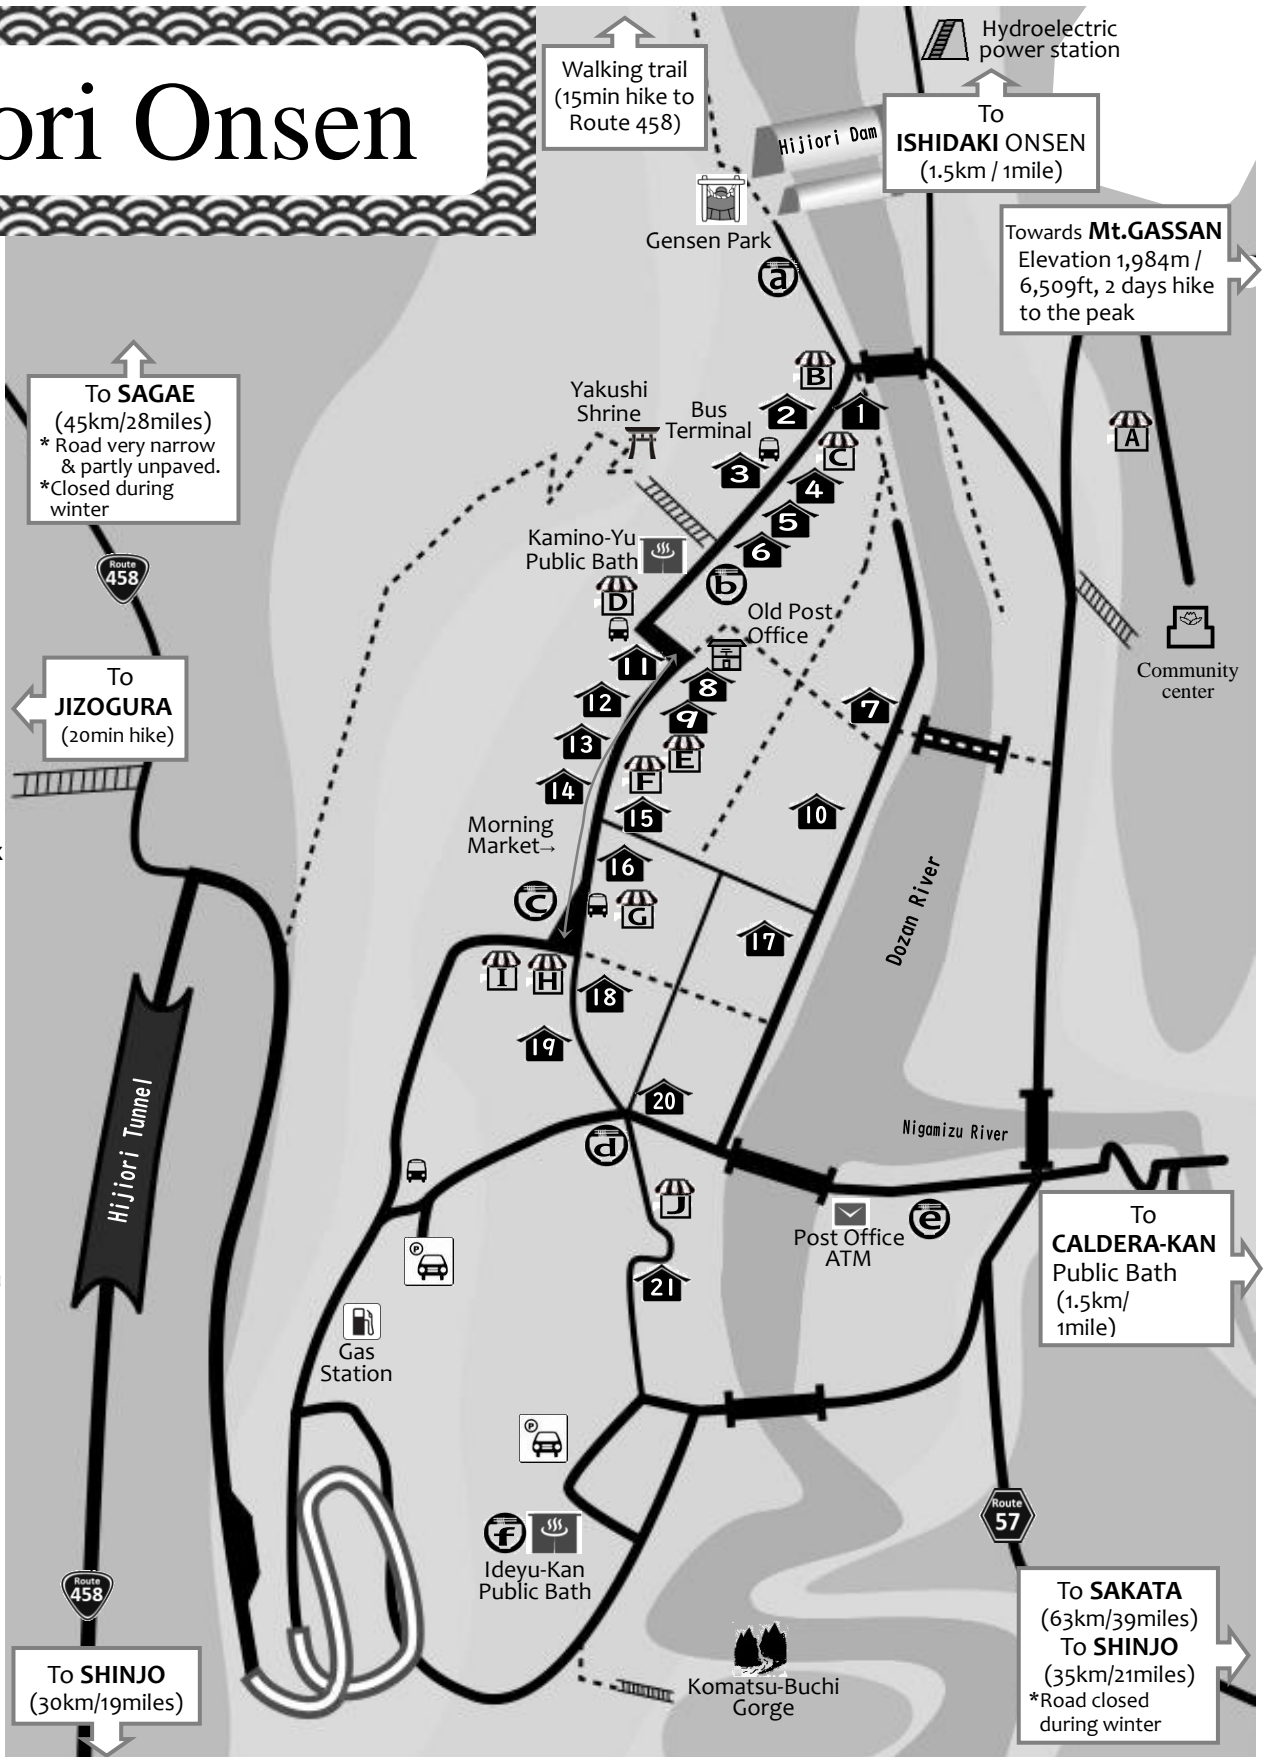 ori Onsen
Walking trail
(15min hike to
Route 458)
Hydroelectric
power station
Hijiori Dam
To
ISHIDAKI ONSEN
(1.5km / 1mile)
Gensen Park
a
Towards Mt.GASSAN
Elevation 1,984m /
6,509ft, 2 days hike
to the peak
To SAGAE
(45km/28miles)
* Road very narrow
& partly unpaved.
*Closed during
winter
Yakushi
Shrine
Bus
Terminal
B
2
1
A
C
3
4
5
6
Kamino-Yu
Public Bath
b
D
Route
458
Old Post
Office
Community
center
To
JIZOGURA
(20min hike)
11
8
12
9
7
13
E
F
14
15
10
Morning
Market→
16
c
G
17
Dozan River
I
H
18
19
Hijiori Tunnel
20
Nigamizu River
d
J
Post Office
ATM
e
21
To
CALDERA-KAN
Public Bath
(1.5km/
1mile)
P
Gas
Station
P
f
Ideyu-Kan
Public Bath
Route
57
Route
458
To SHINJO
(30km/19miles)
Komatsu-Buchi
Gorge
To SAKATA
(63km/39miles)
To SHINJO
(35km/21miles)
*Road closed
during winter